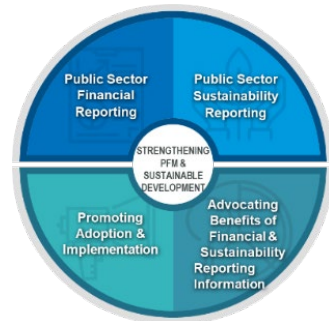 Public Sector
Financial
Reporting
Public Sector
Sustainability
Reporting
STRENGTHENING
PFM &
SUSTAINABLE
DEVELOPMENT
Promoting
Adoption &
Implementation
Advocating
Benefits of
Financial &
Sustainability
Reporting
Information